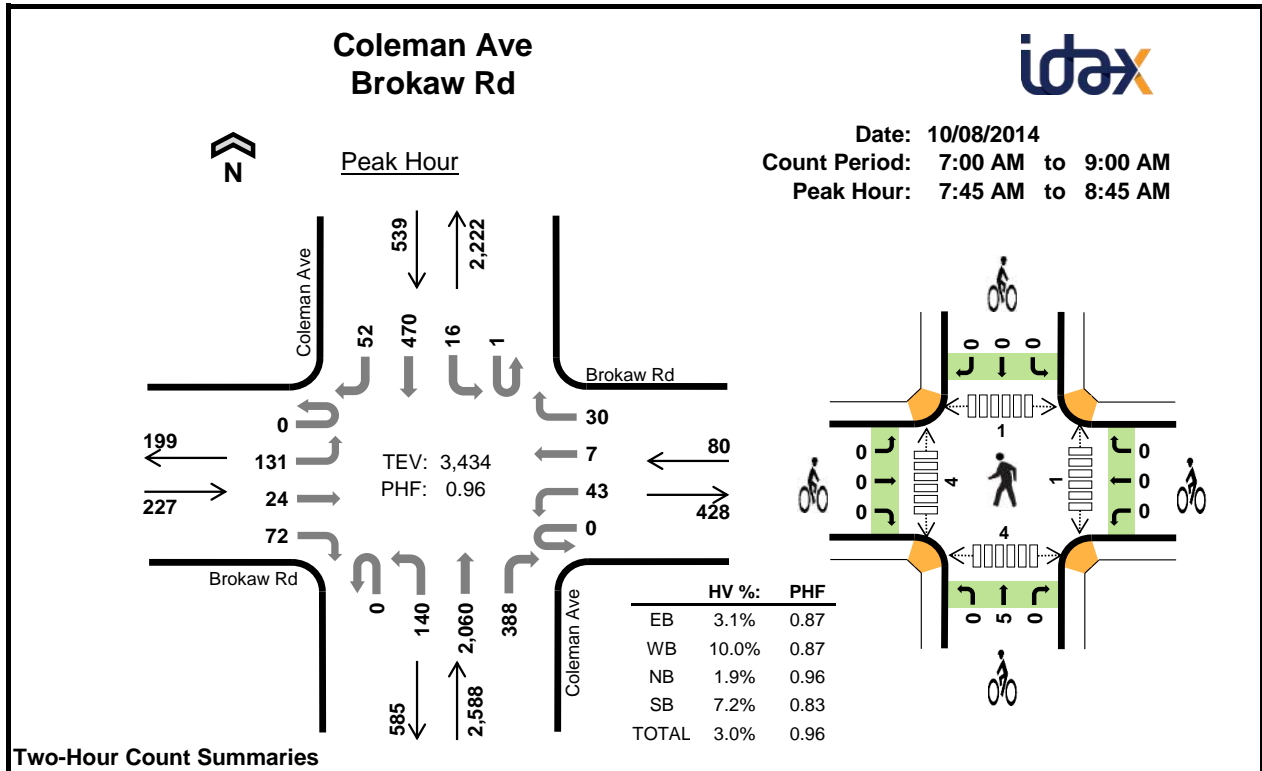 Coleman Ave
Brokaw Rd
idax
Date: 10/08/2014
Count Period: 7:00 AM to 9:00 AM
Peak Hour: 7:45 AM to 8:45 AM
N
Peak Hour
539
2,222
Coleman Ave
52
470
16
1
Brokaw Rd
0
131
24
72
199
227
TEV: 3,434
PHF: 0.96
30
7
43
0
80
428
Brokaw Rd
0
140
2,060
388
Coleman Ave
585
2,588
HV %: PHF
EB 3.1% 0.87
WB 10.0% 0.87
NB 1.9% 0.96
SB 7.2% 0.83
TOTAL 3.0% 0.96
0 0 0
1
0
0
0
4
1
0
0
0
4
0 5 0
Two-Hour Count Summaries